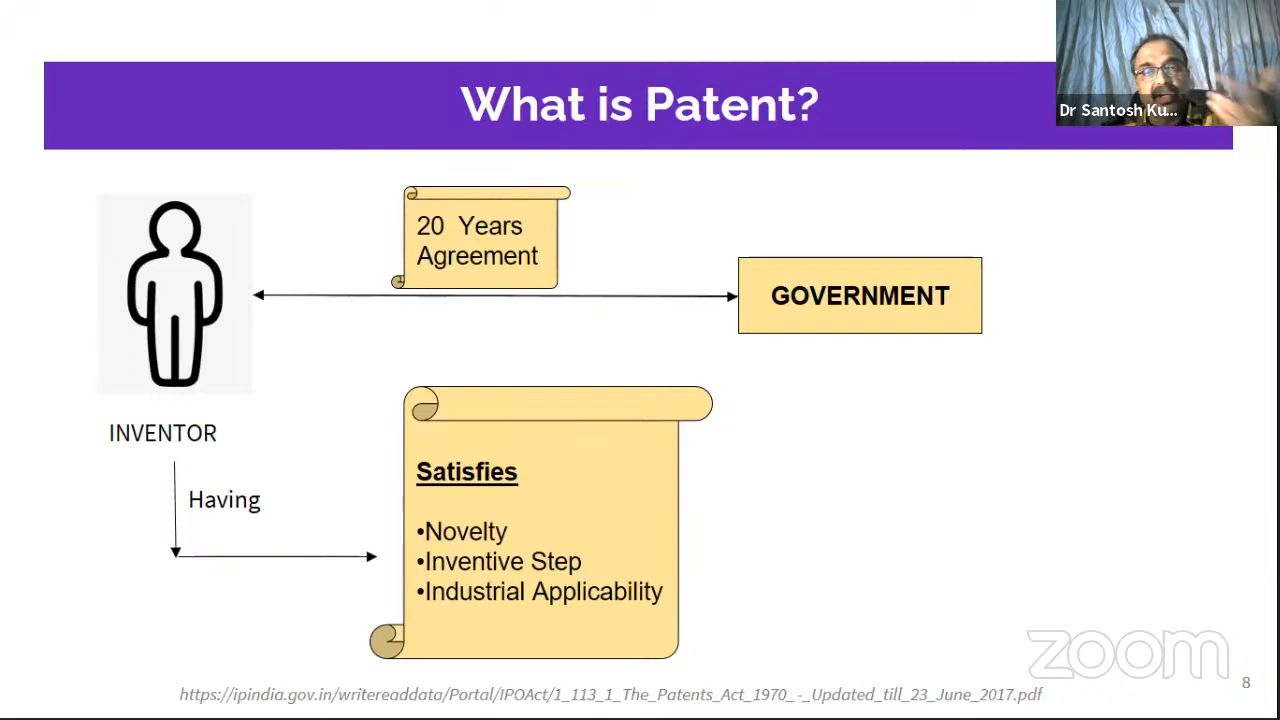 What is Patent?
Dr Santosh Ku...
20 Years
Agreement
GOVERNMENT
INVENTOR
Having
Satisfies
•Novelty
•Inventive Step
•Industrial Applicability
zoom
https://ipindia.gov.in/writereaddata/Portal/IPOAct/1_113_1_The_Patents_Act_1970_-_Updated_till_23_June_2017.pdf
8